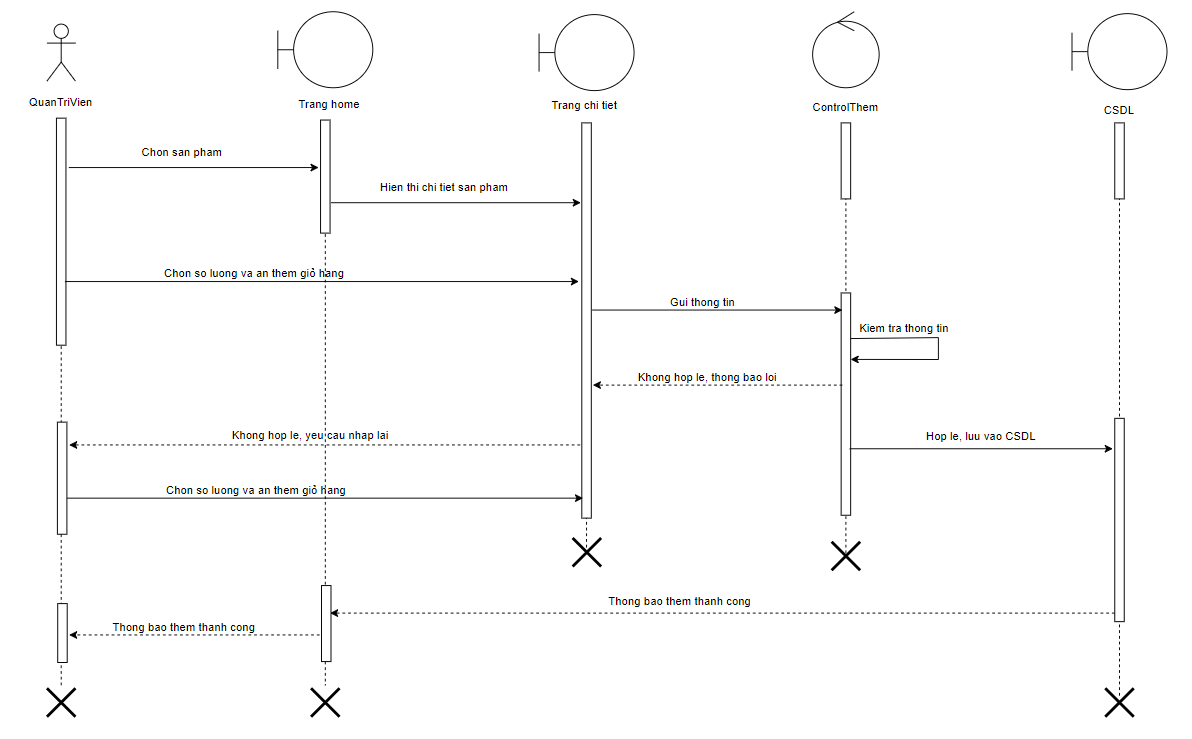 QuanTriVien
Trang home
Trang chi tiet
ControlThem
CSDL
Chon san pham
Hien thi chi tiet san pham
Chon so luong va an them giỏ hang
Gui thong tin
Kiem tra thong tin
Khong hop le, thong bao loi
Khong hop le, yeu cau nhap lai
Hop le, luu vao CSDL
Chon so luong va an them giỏ hang
Thong bao them thanh cong
Thong bao them thanh cong